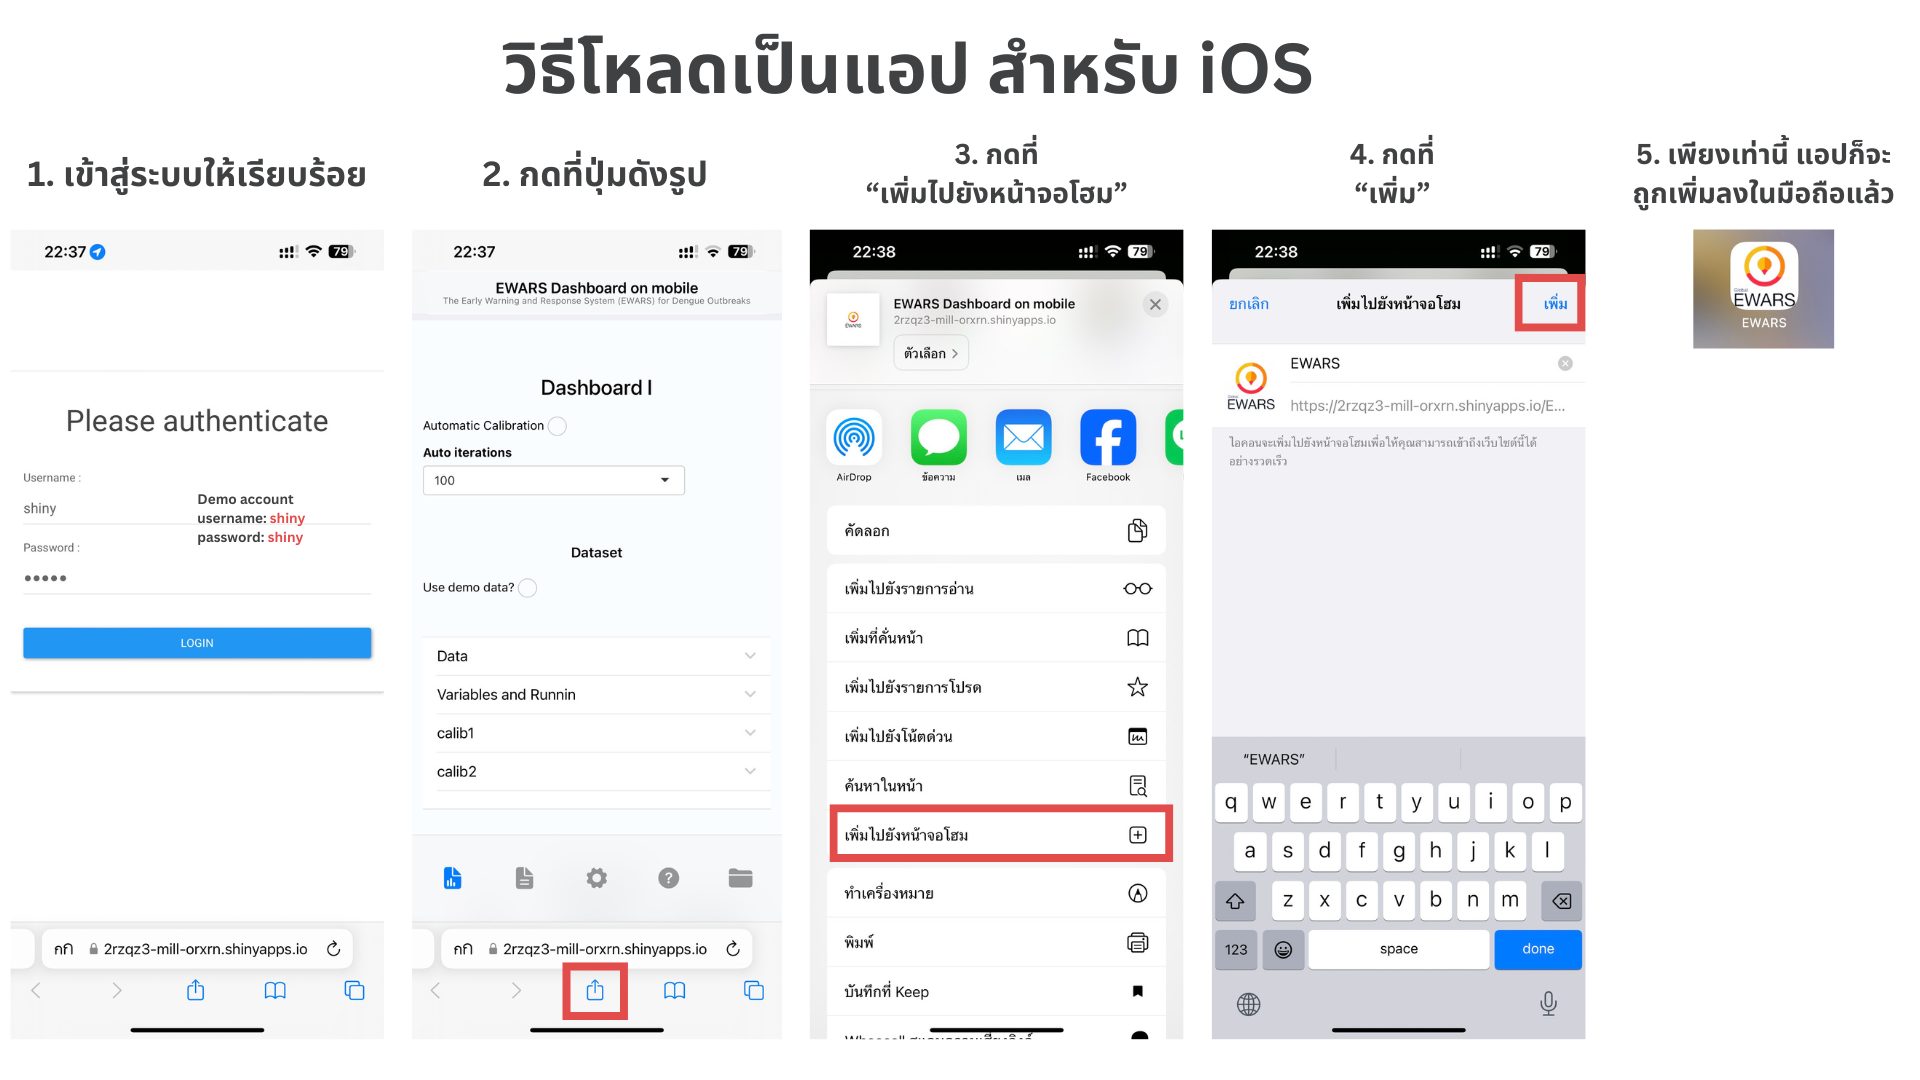 วิธีโหลดเป็นแอป สำหรับ iOS
1. เข้าสู่ระบบให้เรียบร้อย
22:37
79
Please authenticate
Username :
shiny
Demo account
username: shiny
password: shiny
Password :
LOGIN
กก 2rzqz3-mill-orxrn.shinyapps.io
2. กดที่ปุ่มดังรูป
22:37
79
EWARS Dashboard on mobile
The Early Warning and Response System (EWARS) for Dengue Outbreaks
Dashboard I
Automatic Calibration
Auto iterations
100
Dataset
Use demo data?
Data
Variables and Runnin
calib1
calib2
กก 2rzqz3-mill-orxrn.shinyapps.io
3. กดที่
“เพิ่มไปยังหน้าจอโฮม”
22:38
79
EWARS
EWARS Dashboard on mobile
2rzqz3-mill-orxrn.shinyapps.io
ตัวเลือก
AirDrop
ข้อความ
เมล
Facebook
คัดลอก
เพิ่มไปยังรายการอ่าน
เพิ่มที่คั่นหน้า
เพิ่มไปยังรายการโปรด
เพิ่มไปยังโน้ตด่วน
ค้นหาในหน้า
เพิ่มไปยังหน้าจอโฮม
ทำเครื่องหมาย
พิมพ์
บันทึกที่ Keep
4. กดที่
“เพิ่ม”
22:38
79
ยกเลิก
เพิ่มไปยังหน้าจอโฮม
เพิ่ม
Global
EWARS
EWARS
https://2rzqz3-mill-orxrn.shinyapps.io/E...
ไอคอนจะเพิ่มไปยังหน้าจอโฮมเพื่อให้คุณสามารถเข้าถึงเว็บไซต์นี้ได้
อย่างรวดเร็ว
“EWARS”
q w e r t y u i o p
a s d f g h j k l
z x c v b n m
123 space done
5. เพียงเท่านี้ แอปก็จะ
ถูกเพิ่มลงในมือถือแล้ว
Global
EWARS
EWARS